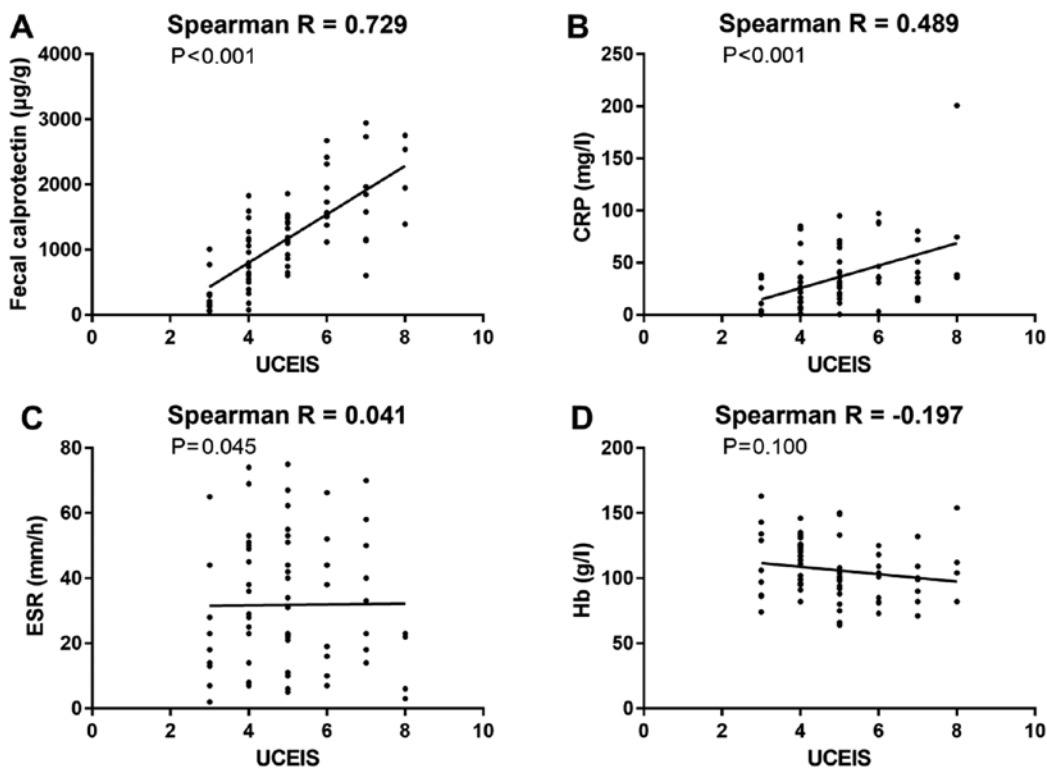 A
Spearman R = 0.729
P<0.001
Fecal calprotectin (µg/g)
4000
3000
2000
1000
0
0 2 4 6 8 10
UCEIS
B
Spearman R = 0.489
P<0.001
CRP (mg/l)
250
200
150
100
50
0
0 2 4 6 8 10
UCEIS
C
Spearman R = 0.041
P=0.045
ESR (mm/h)
80
60
40
20
0
0 2 4 6 8 10
UCEIS
D
Spearman R = -0.197
P=0.100
Hb (g/l)
200
150
100
50
0
0 2 4 6 8 10
UCEIS